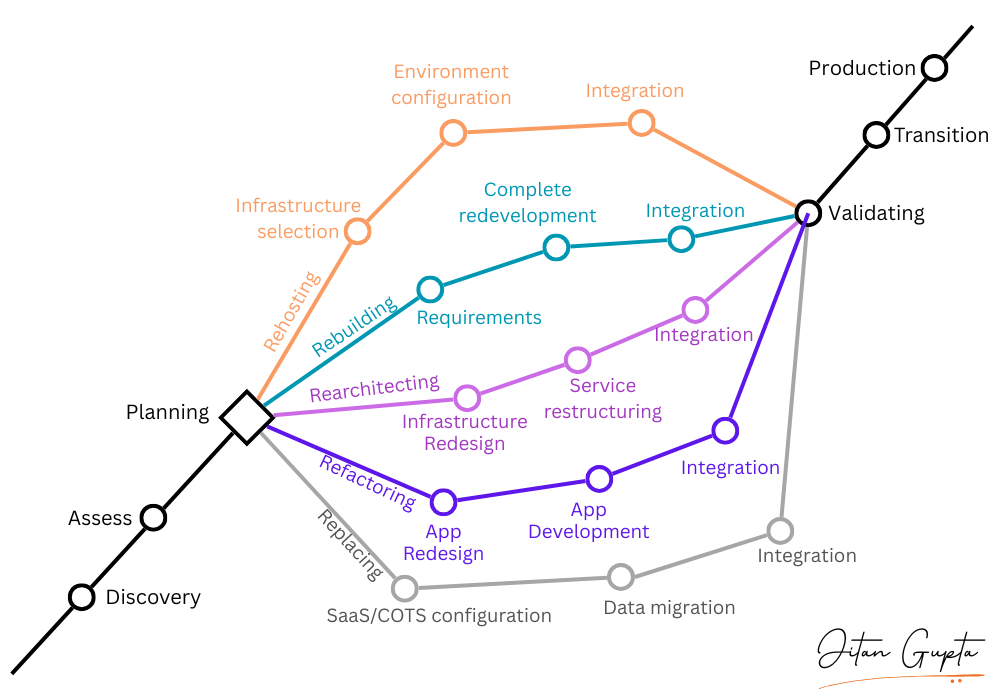 Production
Environment
configuration
Integration
Transition
Complete
redevelopment
Infrastructure
selection
Integration
Validating
Rehosting
Rebuilding
Requirements
Integration
Rearchitecting
Service
restructuring
Planning
Infrastructure
Redesign
Refactoring
Integration
App
Development
Assess
App
Redesign
Replacing
Integration
Discovery
SaaS/COTS configuration
Data migration
Jitan Gupta